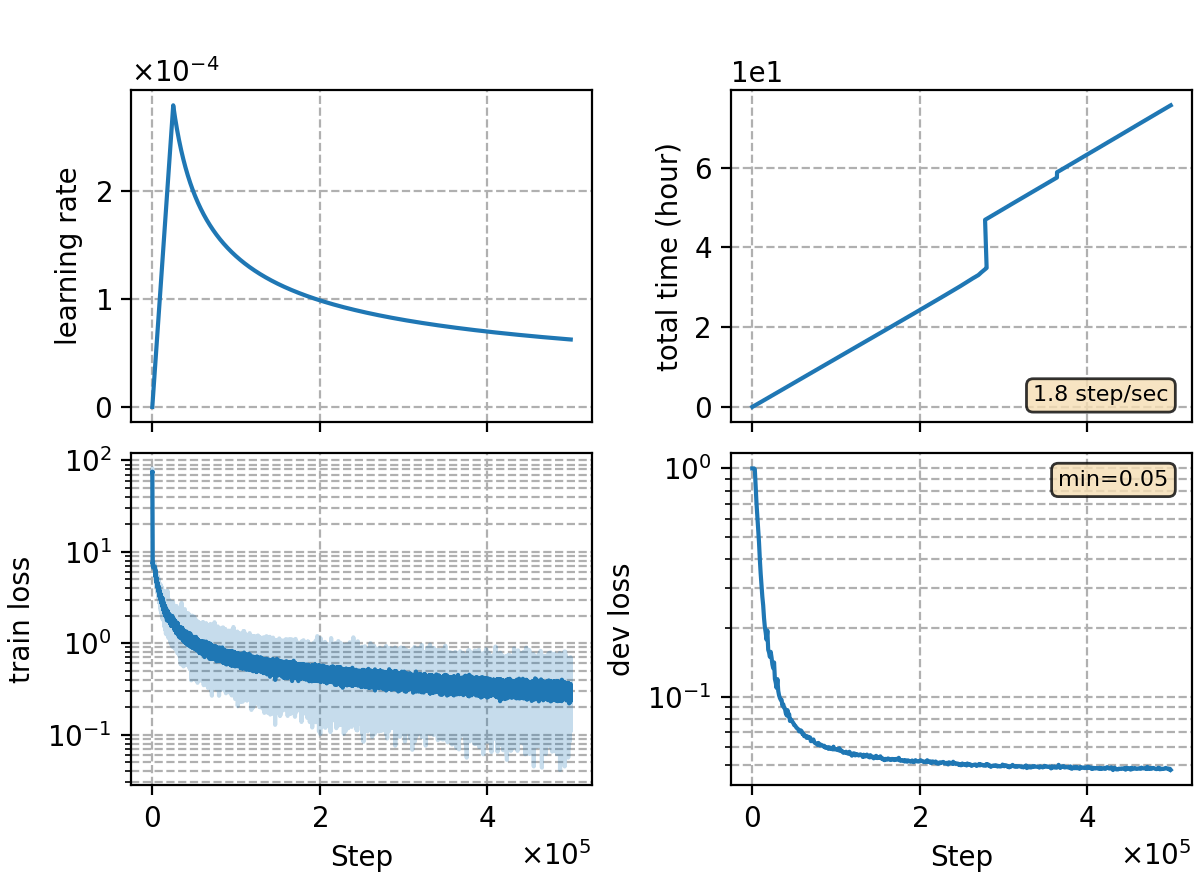 ×10⁻⁴
learning rate
2
1
0
1e1
total time (hour)
6
4
2
0
1.8 step/sec
train loss
10²
10¹
10⁰
10⁻¹
0
2
4
Step
×10⁵
dev loss
10⁰
10⁻¹
min=0.05
0
2
4
Step
×10⁵